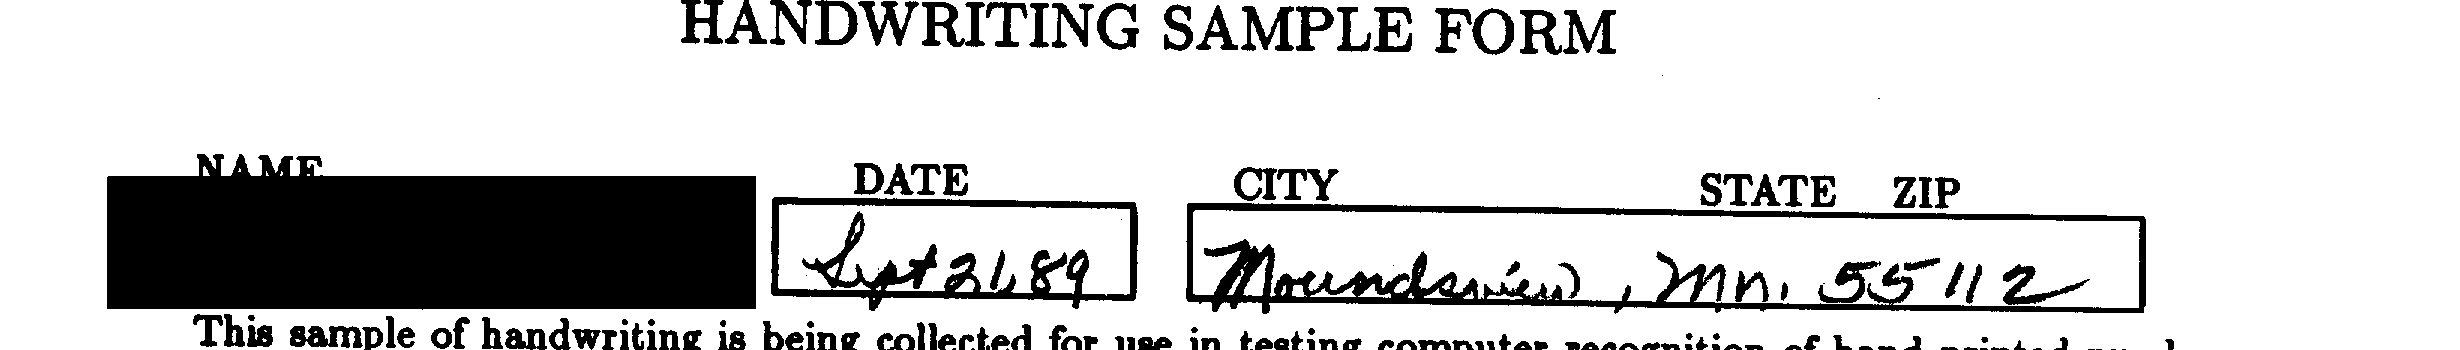 HANDWRITING SAMPLE FORM
NAME DATE CITY STATE ZIP
Sept 21, 89 Moundsview, Mn. 55112
This sample of handwriting is being collected for use in testing computer recognition of hand printed